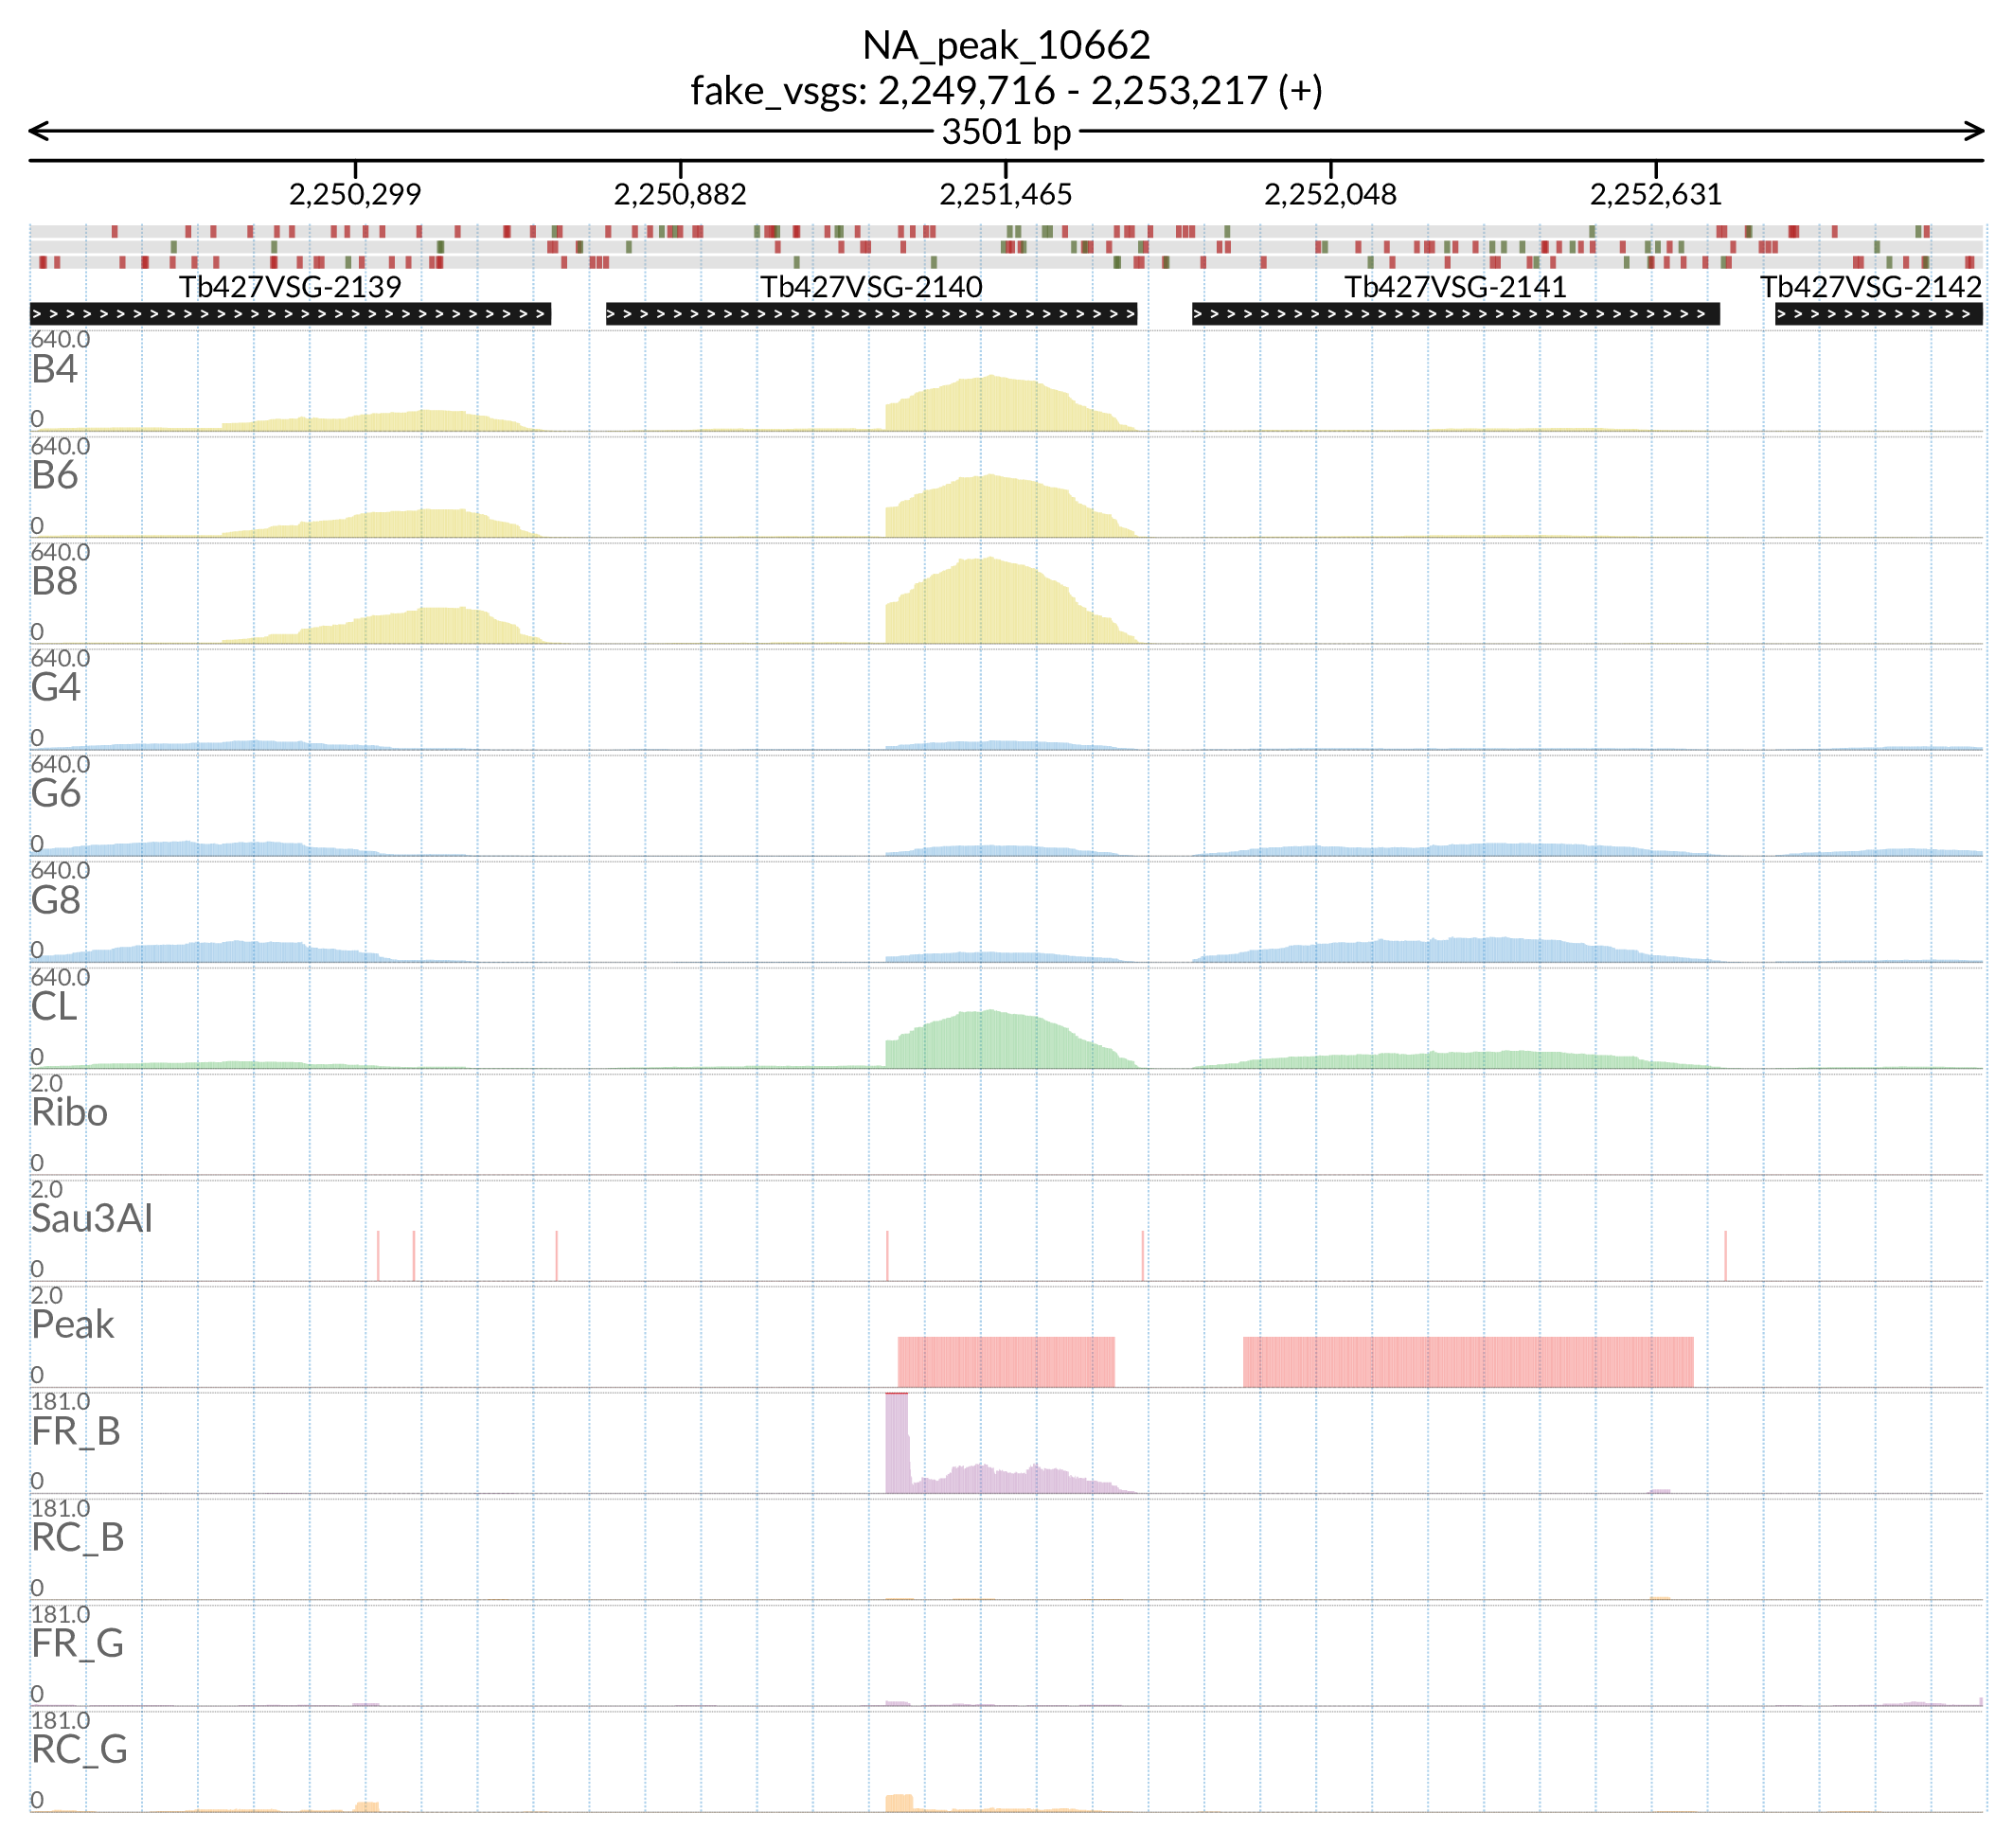 NA_peak_10662
fake_vsgs: 2,249,716 - 2,253,217 (+)
3501 bp
2,250,299 2,250,882 2,251,465 2,252,048 2,252,631
Tb427VSG-2139 Tb427VSG-2140 Tb427VSG-2141 Tb427VSG-2142
640.0
B4
0
640.0
B6
0
640.0
B8
0
640.0
G4
0
640.0
G6
0
640.0
G8
0
640.0
CL
0
2.0
Ribo
0
2.0
Sau3AI
0
2.0
Peak
0
181.0
FR_B
0
181.0
RC_B
0
181.0
FR_G
0
181.0
RC_G
0